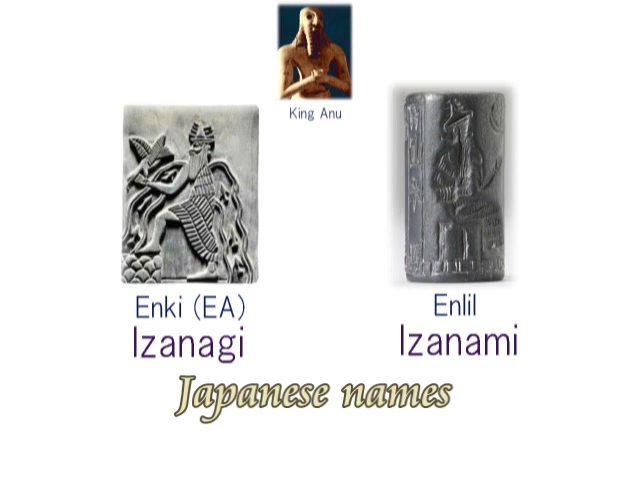 King Anu
Enki (EA)
Enlil
Izanagi
Izanami
Japanese names